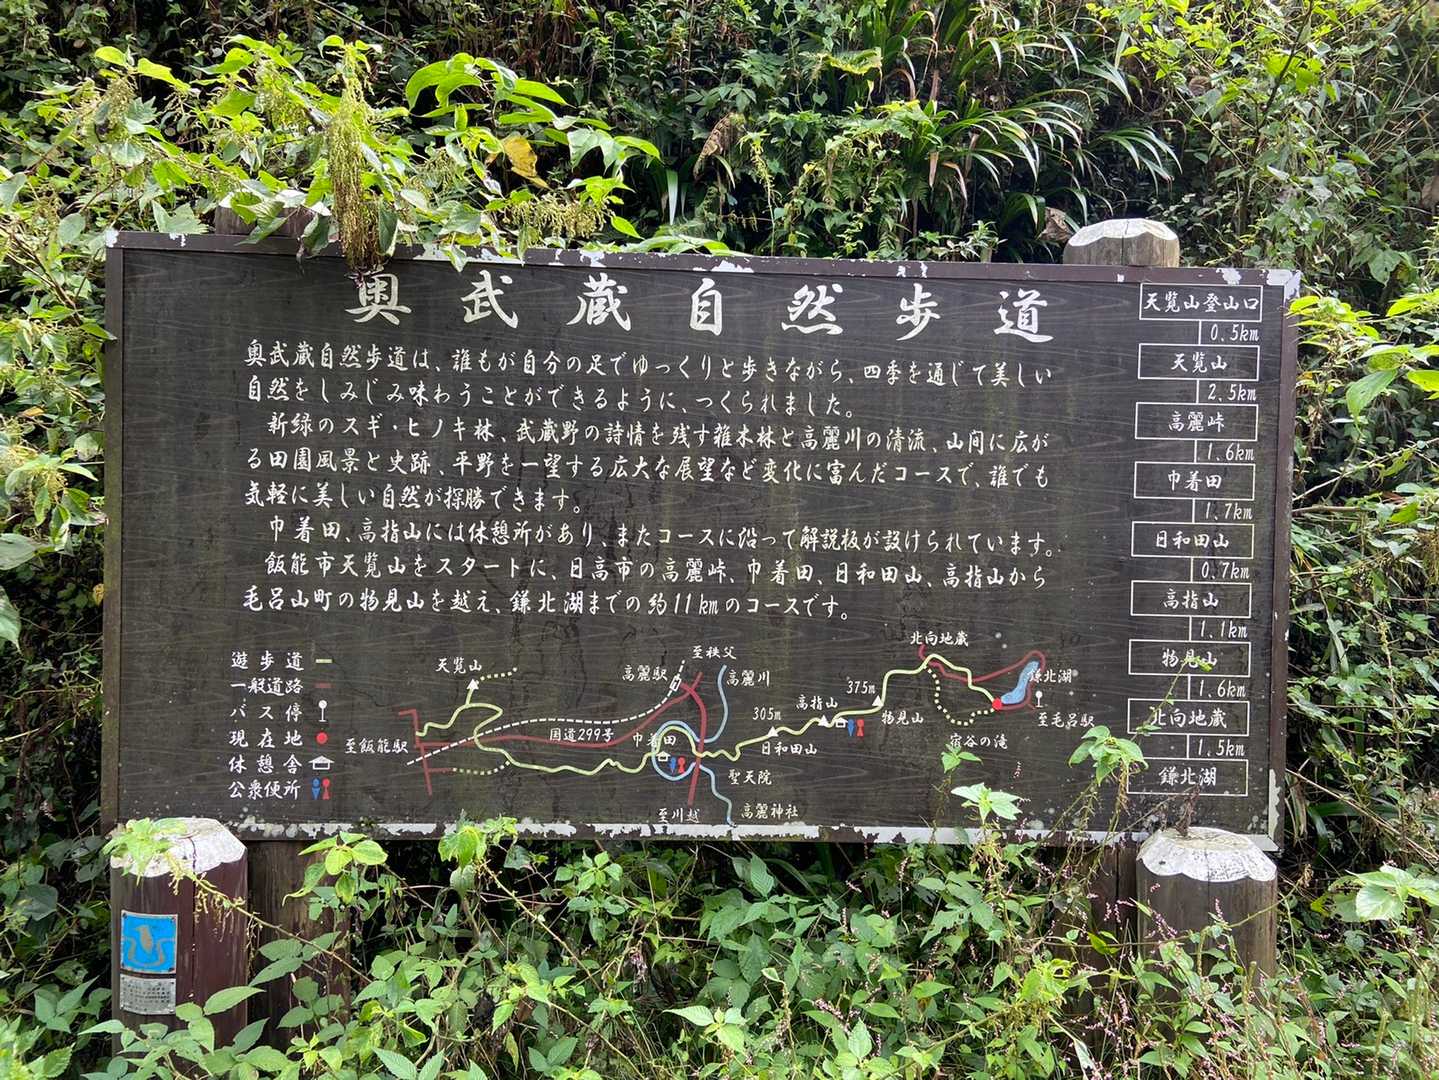 奥武蔵自然歩道
奥武蔵自然歩道は、誰もが自分の足でゆっくりと歩きながら、四季を通じて美しい
自然をしみじみ味わうことができるように、つくられました。
新緑のスギ・ヒノキ林、武蔵野の詩情を残す雑木林と高麗川の清流、山間に広が
る田園風景と史跡、平野を一望する広大な展望など変化に富んだコースで、誰でも
気軽に美しい自然が探勝できます。
巾着田、高指山には休憩所があり、またコースに沿って解説板が設けられています。
飯能市天覧山をスタートに、日高市の高麗峠、巾着田、日和田山、高指山から
毛呂山町の物見山を越え、鎌北湖までの約11kmのコースです。
遊歩道
一般道路
バス停
現在地
休憩舎
公衆便所
至飯能駅
天覧山
国道299号
高麗駅
至秩父
高麗川
巾着田
至川越
聖天院
高麗神社
305m
日和田山
高指山
375m
物見山
北向地蔵
宿谷の滝
鎌北湖
至毛呂駅
天覧山登山口
0.5km
天覧山
2.5km
高麗峠
1.6km
巾着田
1.7km
日和田山
0.7km
高指山
1.1km
物見山
1.6km
北向地蔵
1.5km
鎌北湖